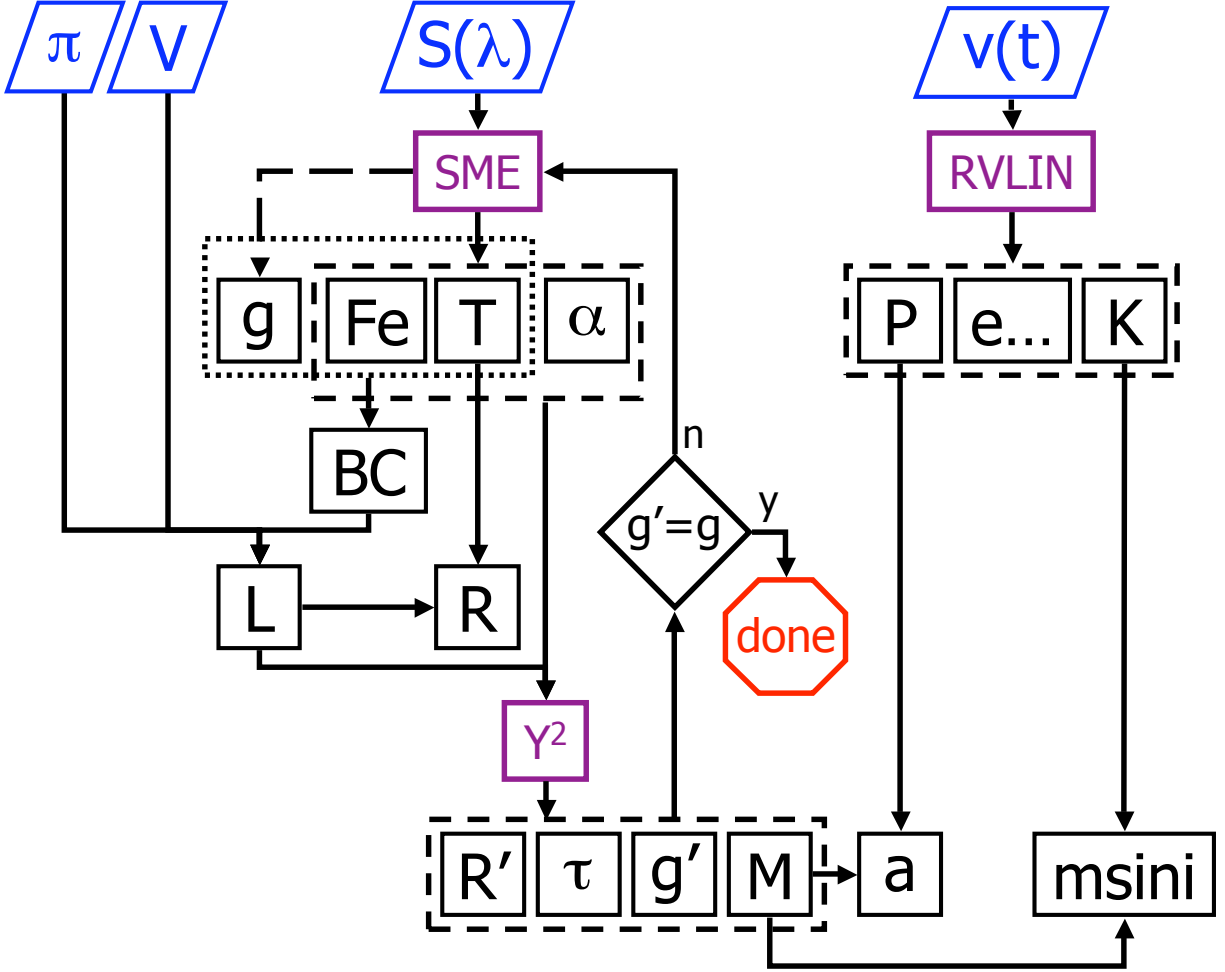 π V S(λ) v(t)
SME RVLIN
g Fe T α P e... K
BC
n
y
g′=g
L R done
Y²
R′ τ g′ M a msini